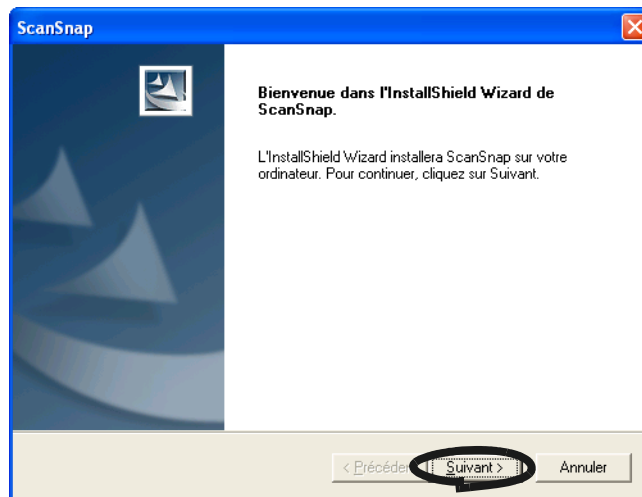 ScanSnap
Bienvenue dans l'InstallShield Wizard de
ScanSnap.
L'InstallShield Wizard installera ScanSnap sur votre
ordinateur. Pour continuer, cliquez sur Suivant.
< Précéden Suivant > Annuler